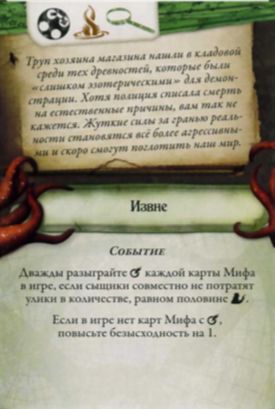 Труп хозяина магазина нашли в кладовой
среди тех древностей, которые были
«слишком эзотерическими» для демон-
страции. Хотя полиция списала смерть
на естественные причины, вам так не
кажется. Жуткие силы за гранью реаль-
ности становятся всё более агрессивны-
ми и скоро смогут поглотить наш мир.
Извне
Событие
Дважды разыграйте каждой карты Мифа
в игре, если сыщики совместно не потратят
улики в количестве, равном половине .
Если в игре нет карт Мифа с ,
повысьте безысходность на 1.